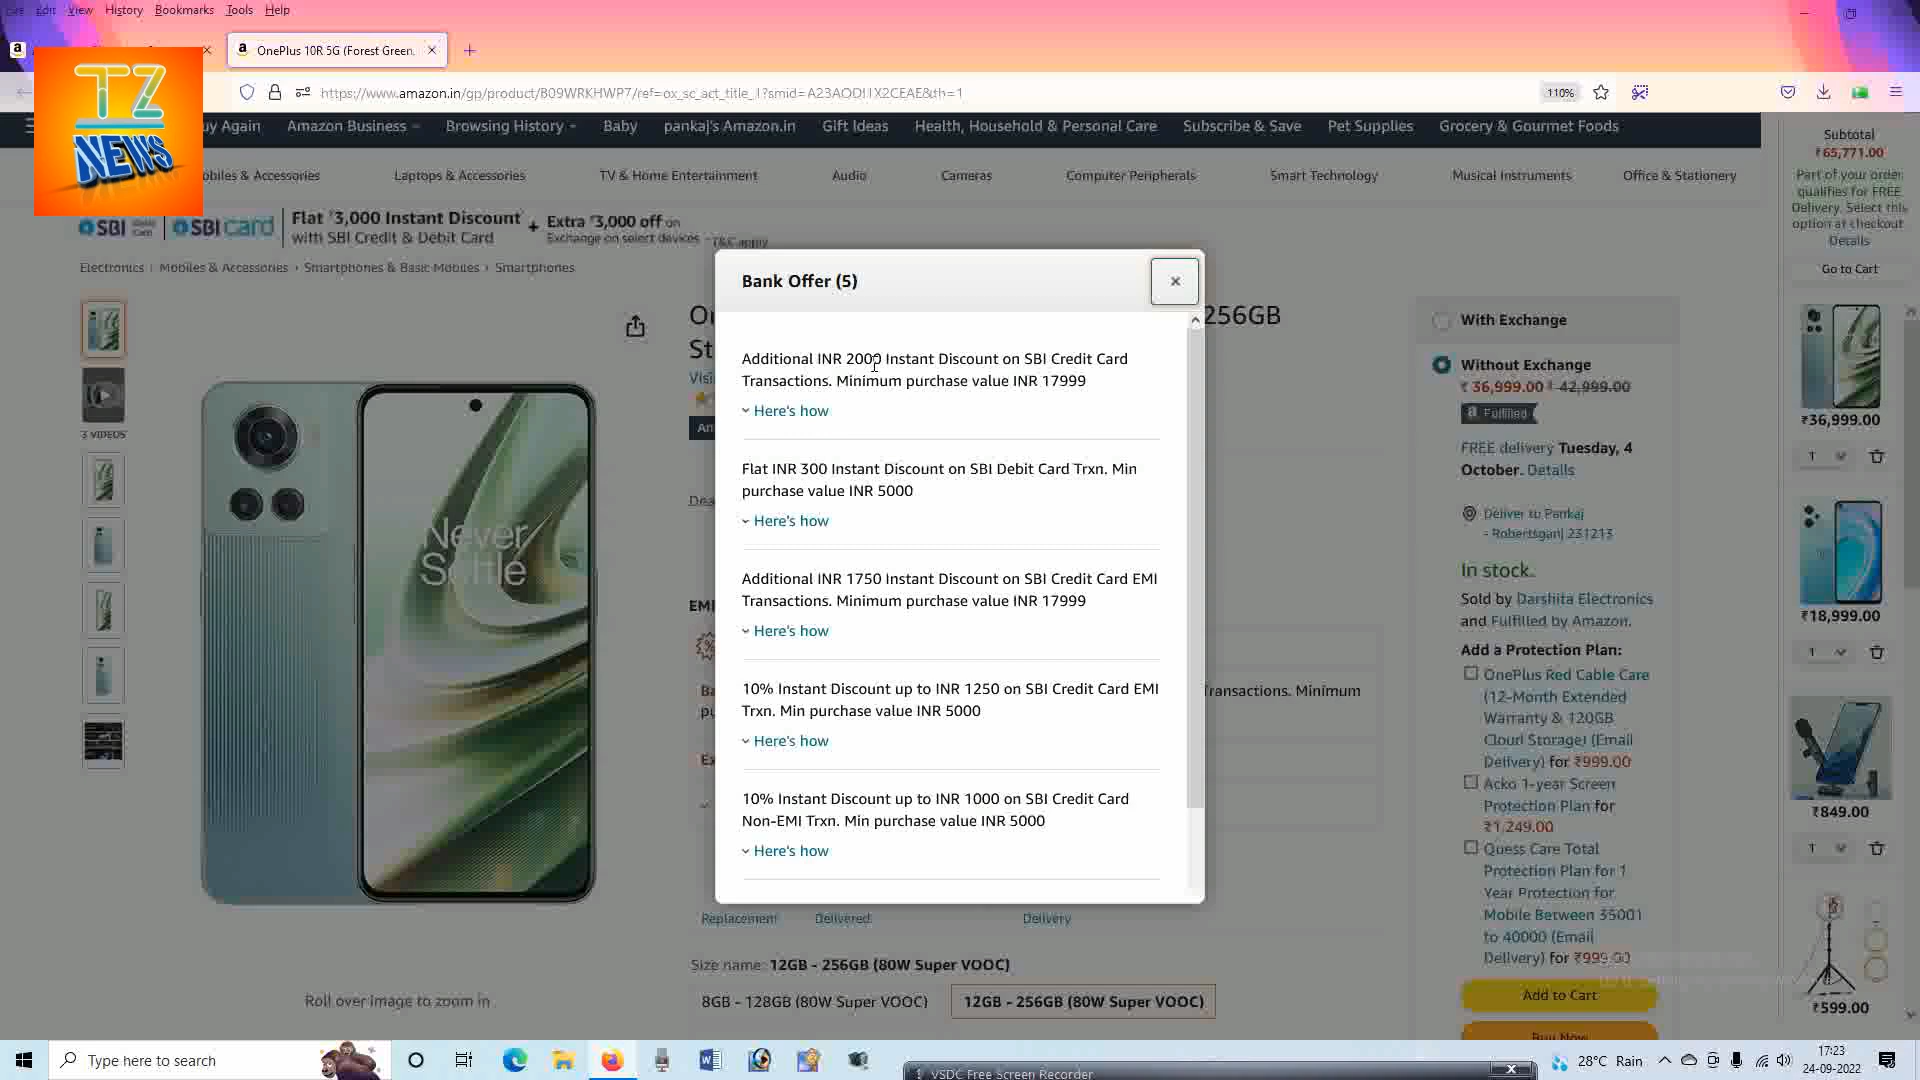 Edit View History Bookmarks Tools Help
OnePlus 10R 5G (Forest Green,
TZ
NEWS
https://www.amazon.in/gp/product/B09WRKHWP7/ref=ox_sc_act_title_1?smid=
110%
uy Again Amazon Business Browsing History Baby pankaj's Amazon.in Gift Ideas Health, Household & Personal Care Subscribe & Save Pet Supplies Grocery & Gourmet Foods
obiles & Accessories Laptops & Accessories TV & Home Entertainment Audio Cameras Computer Peripherals Smart Technology Musical Instruments Office & Stationery
SBI SBI card Flat ₹3,000 Instant Discount + Extra ₹3,000 off on
with SBI Credit & Debit Card Exchange on select devices T&C apply
Electronics › Mobiles & Accessories › Smartphones & Basic Mobiles › Smartphones
3 VIDEOS
Never
Settle
Roll over image to zoom in
256GB
St
Visi
Am
Dea
EMI
Ba ransactions. Minimum
pu
Ex
Bank Offer (5)
Additional INR 2000 Instant Discount on SBI Credit Card
Transactions. Minimum purchase value INR 17999
Here's how
Flat INR 300 Instant Discount on SBI Debit Card Trxn. Min
purchase value INR 5000
Here's how
Additional INR 1750 Instant Discount on SBI Credit Card EMI
Transactions. Minimum purchase value INR 17999
Here's how
10% Instant Discount up to INR 1250 on SBI Credit Card EMI
Trxn. Min purchase value INR 5000
Here's how
10% Instant Discount up to INR 1000 on SBI Credit Card
Non-EMI Trxn. Min purchase value INR 5000
Here's how
Replacement Delivered Delivery
Size name: 12GB - 256GB (80W Super VOOC)
8GB - 128GB (80W Super VOOC) 12GB - 256GB (80W Super VOOC)
With Exchange
Without Exchange
₹ 36,999.00 ₹ 42,999.00
Fulfilled
FREE delivery Tuesday, 4
October. Details
Deliver to Pankaj
- Robertsganj 231213
In stock.
Sold by Darshita Electronics
and Fulfilled by Amazon.
Add a Protection Plan:
OnePlus Red Cable Care
(12-Month Extended
Warranty & 120GB
Cloud Storage) (Email
Delivery) for ₹999.00
Acko 1-year Screen
Protection Plan for
₹1,249.00
Quess Care Total
Protection Plan for 1
Year Protection for
Mobile Between 35001
to 40000 (Email
Delivery) for ₹999.00
Add to Cart
Buy Now
Subtotal
₹65,771.00
Part of your order
qualifies for FREE
Delivery. Select this
option at checkout.
Details
Go to Cart
₹36,999.00
1
₹18,999.00
1
₹849.00
1
₹599.00
Type here to search
VSDC Free Screen Recorder
28°C Rain
17:23
24-09-2022